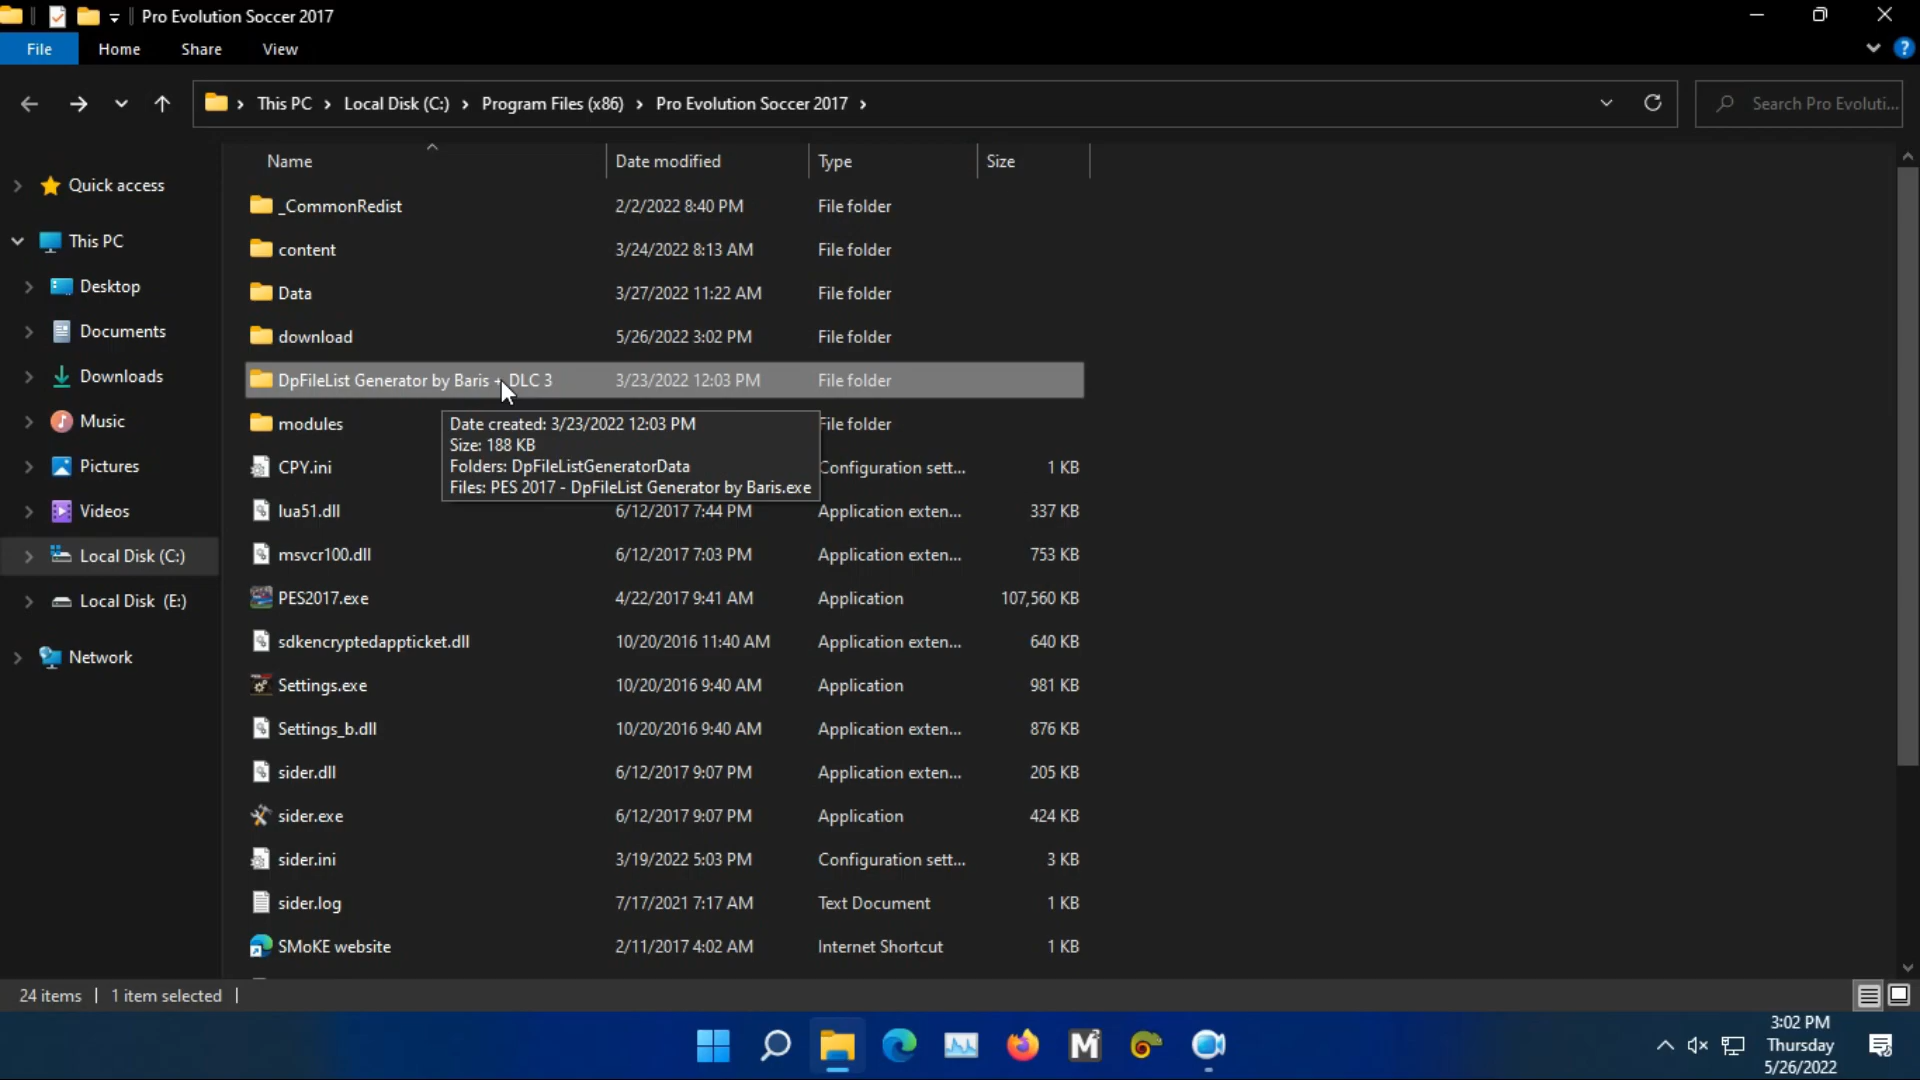 Pro Evolution Soccer 2017
File Home Share View
This PC Local Disk (C:) Program Files (x86) Pro Evolution Soccer 2017
Search Pro Evoluti...
Name Date modified Type Size
Quick access
This PC
Desktop
Documents
Downloads
Music
Pictures
Videos
Local Disk (C:)
Local Disk (E:)
Network
_CommonRedist 2/2/2022 8:40 PM File folder
content 3/24/2022 8:13 AM File folder
Data 3/27/2022 11:22 AM File folder
download 5/26/2022 3:02 PM File folder
DpFileList Generator by Baris + DLC 3 3/23/2022 12:03 PM File folder
modules File folder
Date created: 3/23/2022 12:03 PM
Size: 188 KB
Folders: DpFileListGeneratorData
Files: PES 2017 - DpFileList Generator by Baris.exe
CPY.ini Configuration sett... 1 KB
lua51.dll 6/12/2017 7:44 PM Application exten... 337 KB
msvcr100.dll 6/12/2017 7:03 PM Application exten... 753 KB
PES2017.exe 4/22/2017 9:41 AM Application 107,560 KB
sdkencryptedappticket.dll 10/20/2016 11:40 AM Application exten... 640 KB
Settings.exe 10/20/2016 9:40 AM Application 981 KB
Settings_b.dll 10/20/2016 9:40 AM Application exten... 876 KB
sider.dll 6/12/2017 9:07 PM Application exten... 205 KB
sider.exe 6/12/2017 9:07 PM Application 424 KB
sider.ini 3/19/2022 5:03 PM Configuration sett... 3 KB
sider.log 7/17/2021 7:17 AM Text Document 1 KB
SMoKE website 2/11/2017 4:02 AM Internet Shortcut 1 KB
24 items 1 item selected
3:02 PM
Thursday
5/26/2022